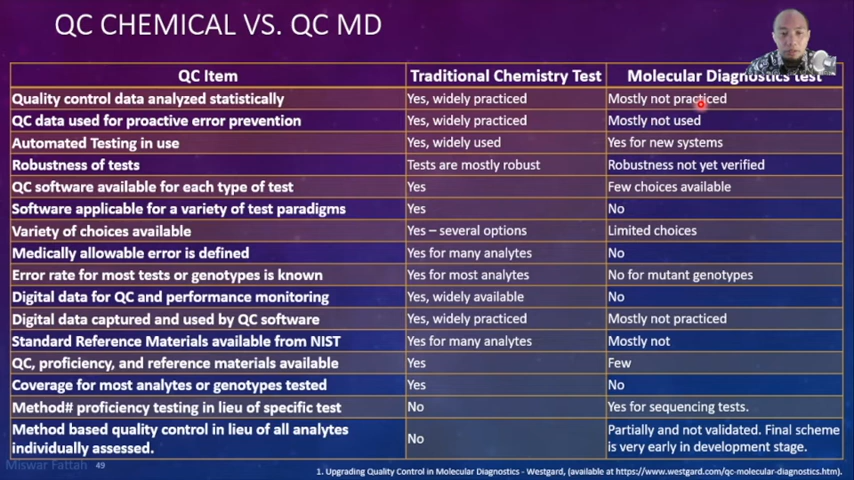 QC CHEMICAL VS. QC MD
QC Item Traditional Chemistry Test Molecular Diagnostics test
Quality control data analyzed statistically Yes, widely practiced Mostly not practiced
QC data used for proactive error prevention Yes, widely practiced Mostly not used
Automated Testing in use Yes, widely used Yes for new systems
Robustness of tests Tests are mostly robust Robustness not yet verified
QC software available for each type of test Yes Few choices available
Software applicable for a variety of test paradigms Yes No
Variety of choices available Yes – several options Limited choices
Medically allowable error is defined Yes for many analytes No
Error rate for most tests or genotypes is known Yes for most analytes No for mutant genotypes
Digital data for QC and performance monitoring Yes, widely available No
Digital data captured and used by QC software Yes, widely practiced Mostly not practiced
Standard Reference Materials available from NIST Yes for many analytes Mostly not
QC, proficiency, and reference materials available Yes Few
Coverage for most analytes or genotypes tested Yes No
Method# proficiency testing in lieu of specific test No Yes for sequencing tests.
Method based quality control in lieu of all analytes
individually assessed. No Partially and not validated. Final scheme
is very early in development stage.
Miswar Fattah 49
1. Upgrading Quality Control in Molecular Diagnostics - Westgard, (available at https://www.westgard.com/qc-molecular-diagnostics.htm).